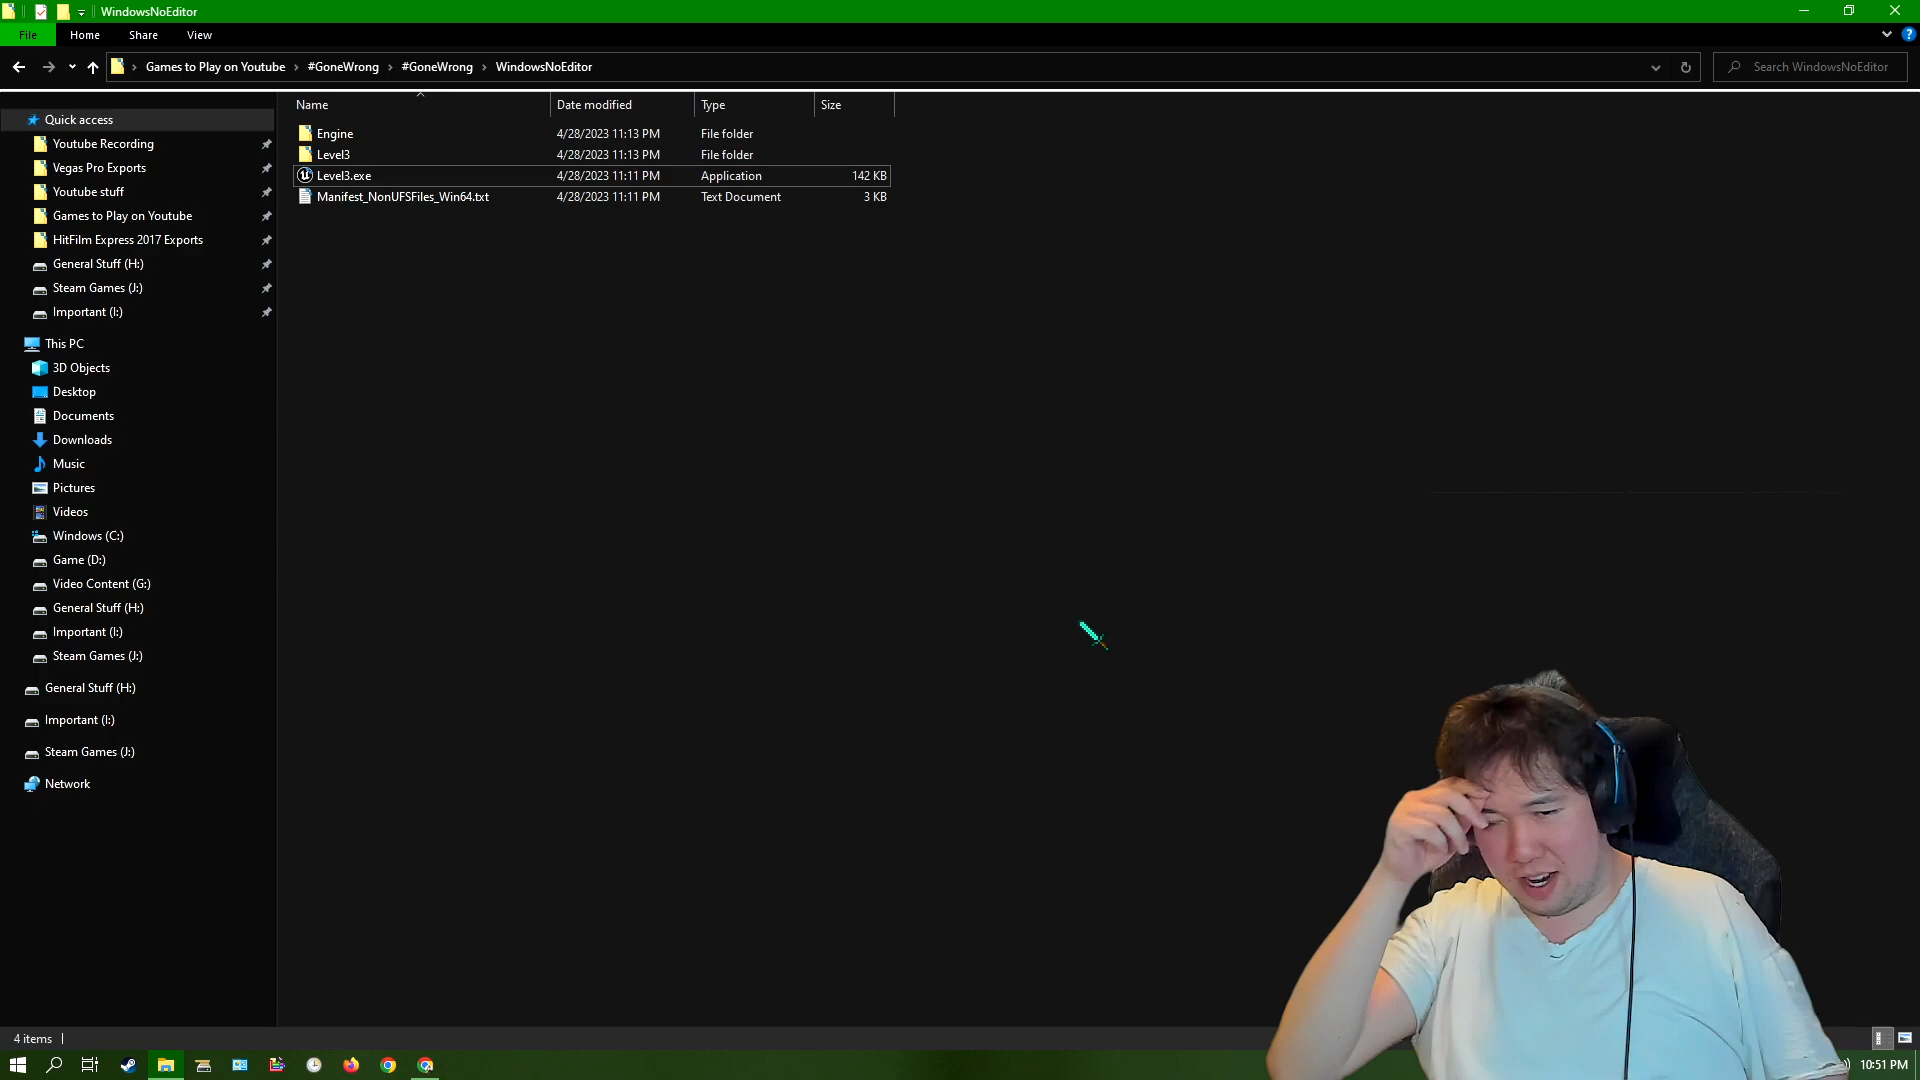 WindowsNoEditor
File Home Share View
Games to Play on Youtube #GoneWrong #GoneWrong WindowsNoEditor Search WindowsNoEditor
Name Date modified Type Size
Engine 4/28/2023 11:13 PM File folder
Level3 4/28/2023 11:13 PM File folder
Level3.exe 4/28/2023 11:11 PM Application 142 KB
Manifest_NonUFSFiles_Win64.txt 4/28/2023 11:11 PM Text Document 3 KB
Quick access
Youtube Recording
Vegas Pro Exports
Youtube stuff
Games to Play on Youtube
HitFilm Express 2017 Exports
General Stuff (H:)
Steam Games (J:)
Important (I:)
This PC
3D Objects
Desktop
Documents
Downloads
Music
Pictures
Videos
Windows (C:)
Game (D:)
Video Content (G:)
General Stuff (H:)
Important (I:)
Steam Games (J:)
General Stuff (H:)
Important (I:)
Steam Games (J:)
Network
4 items
10:51 PM